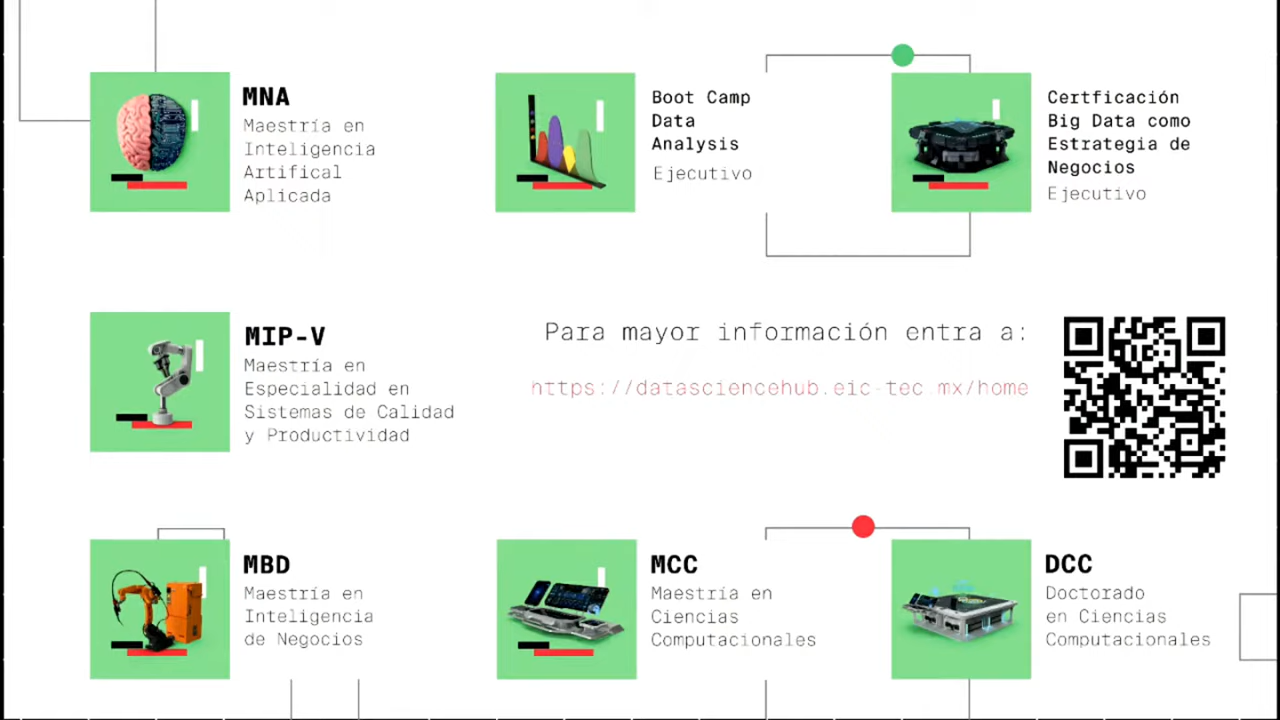 MNA
Maestría en
Inteligencia
Artifical
Aplicada
Boot Camp
Data
Analysis
Ejecutivo
Certficación
Big Data como
Estrategia de
Negocios
Ejecutivo
MIP-V
Maestría en
Especialidad en
Sistemas de Calidad
y Productividad
Para mayor información entra a:
https://datasciencehub.eic-tec.mx/home
MBD
Maestría en
Inteligencia
de Negocios
MCC
Maestría en
Ciencias
Computacionales
DCC
Doctorado
en Ciencias
Computacionales